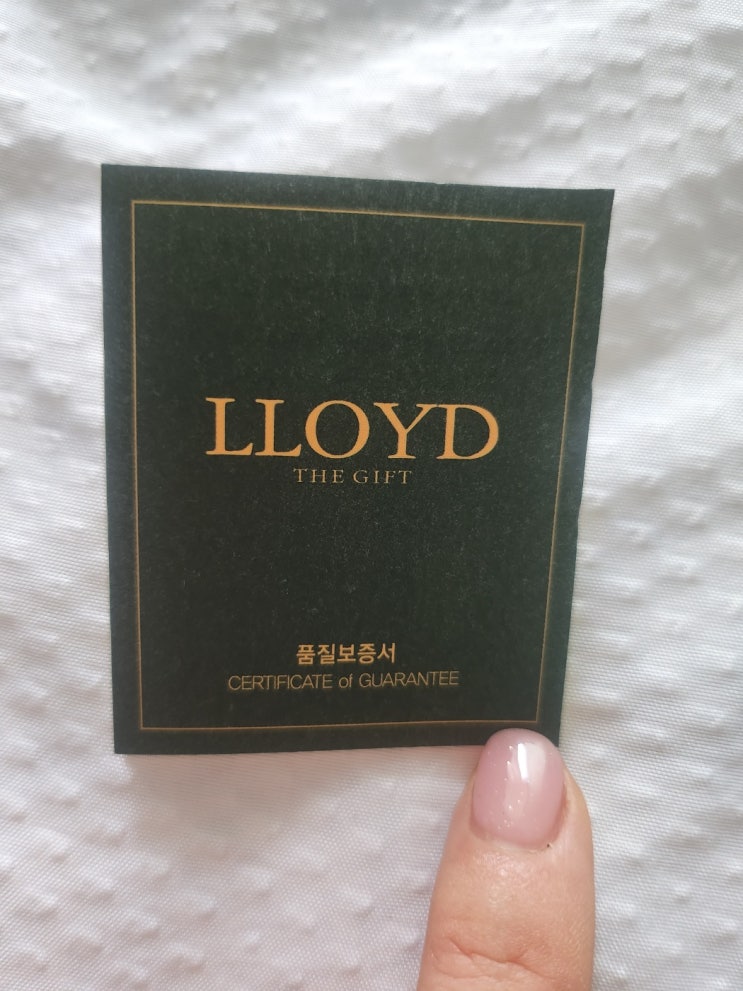 LLOYD
THE GIFT
품질보증서
CERTIFICATE of GUARANTEE